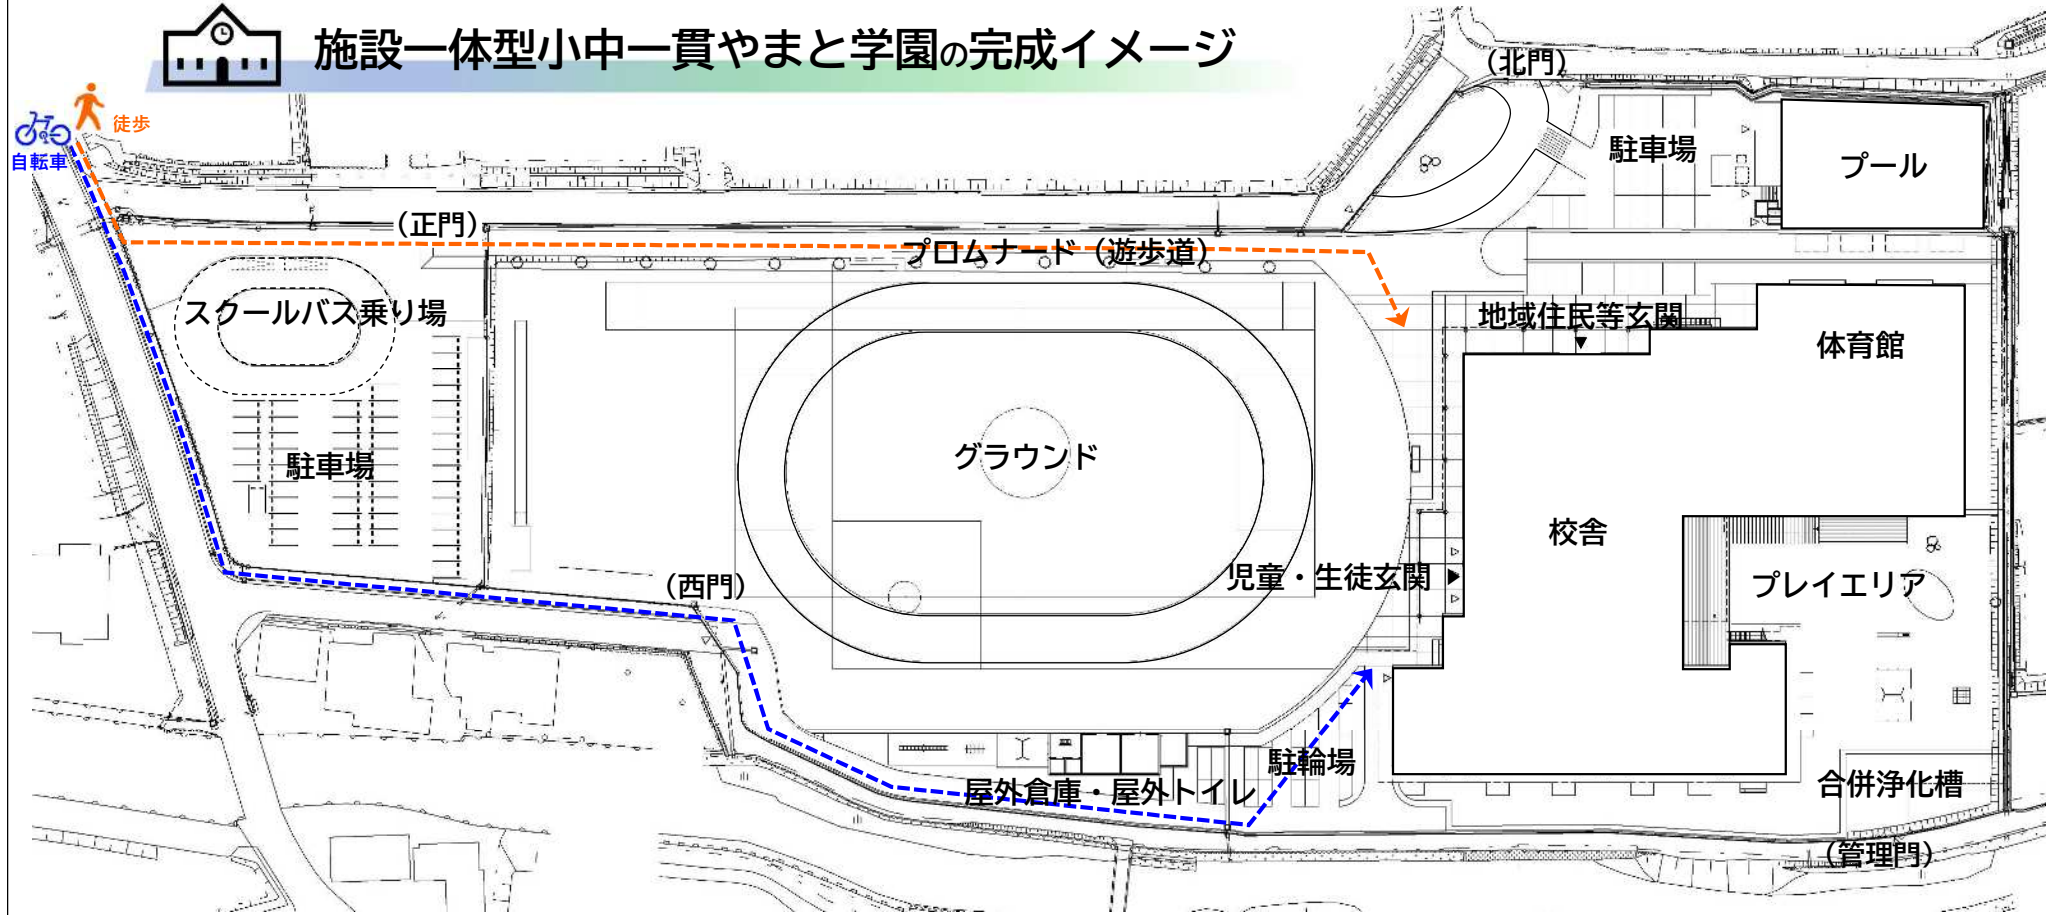 施設一体型小中一貫やまと学園の完成イメージ
(北門)
徒歩
自転車
駐車場
プール
(正門)
プロムナード(遊歩道)
スクールバス乗り場
地域住民等玄関
体育館
グラウンド
駐車場
校舎
(西門)
児童・生徒玄関
プレイエリア
駐輪場
屋外倉庫・屋外トイレ
合併浄化槽
(管理門)